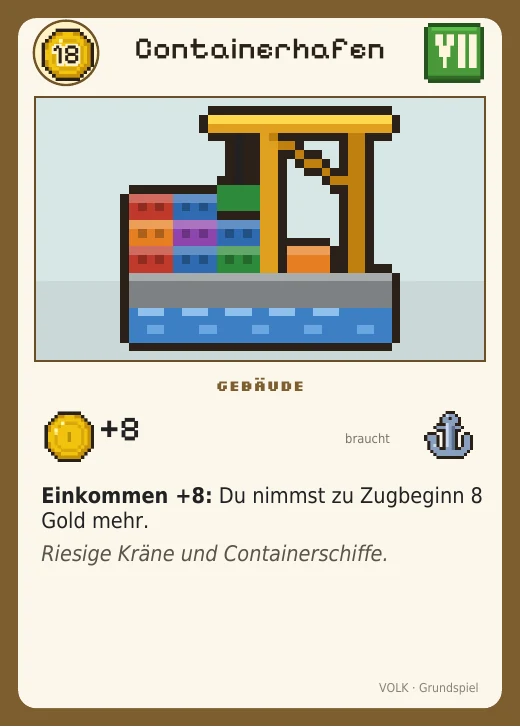 18 Containerhafen VII
GEBÄUDE
+8 braucht
Einkommen +8: Du nimmst zu Zugbeginn 8
Gold mehr.
Riesige Kräne und Containerschiffe.
VOLK · Grundspiel